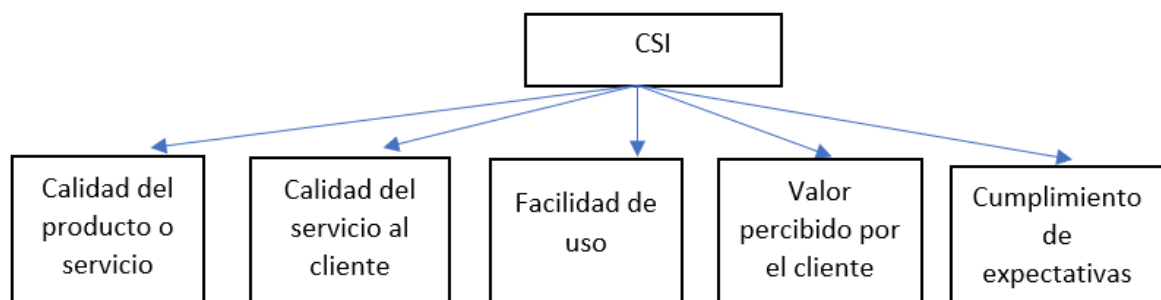 CSI
Calidad del
producto o
servicio
Calidad del
servicio al
cliente
Facilidad de
uso
Valor
percibido por
el cliente
Cumplimiento
de
expectativas